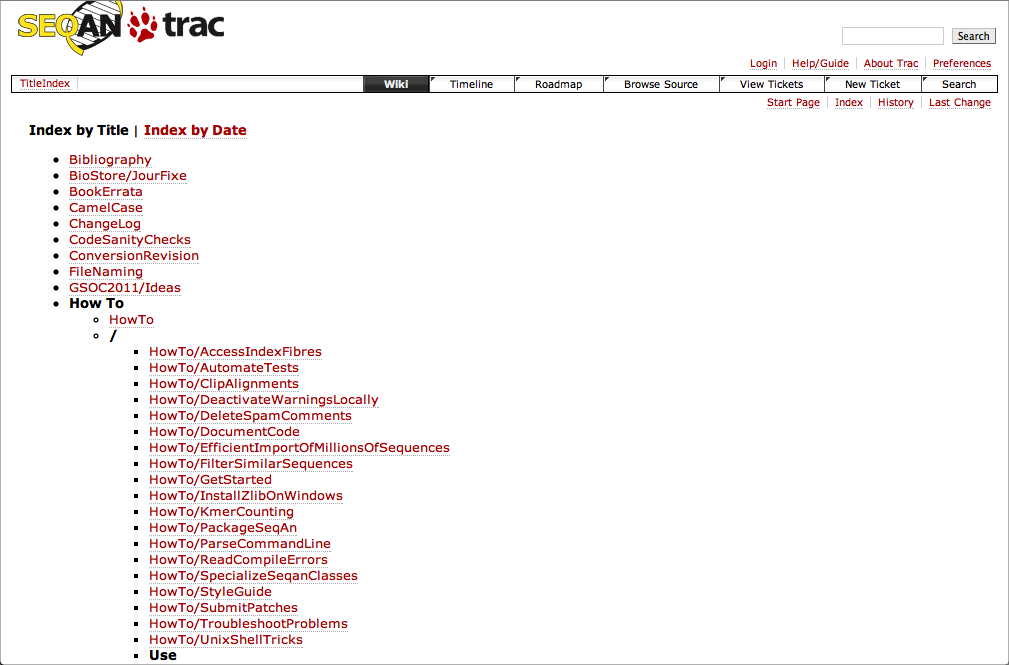 SEQAN trac
Search
Login Help/Guide About Trac Preferences
TitleIndex Wiki Timeline Roadmap Browse Source View Tickets New Ticket Search
Start Page Index History Last Change
Index by Title | Index by Date
Bibliography
BioStore/JourFixe
BookErrata
CamelCase
ChangeLog
CodeSanityChecks
ConversionRevision
FileNaming
GSOC2011/Ideas
How To
HowTo
/
HowTo/AccessIndexFibres
HowTo/AutomateTests
HowTo/ClipAlignments
HowTo/DeactivateWarningsLocally
HowTo/DeleteSpamComments
HowTo/DocumentCode
HowTo/EfficientImportOfMillionsOfSequences
HowTo/FilterSimilarSequences
HowTo/GetStarted
HowTo/InstallZlibOnWindows
HowTo/KmerCounting
HowTo/PackageSeqAn
HowTo/ParseCommandLine
HowTo/ReadCompileErrors
HowTo/SpecializeSeqanClasses
HowTo/StyleGuide
HowTo/SubmitPatches
HowTo/TroubleshootProblems
HowTo/UnixShellTricks
Use